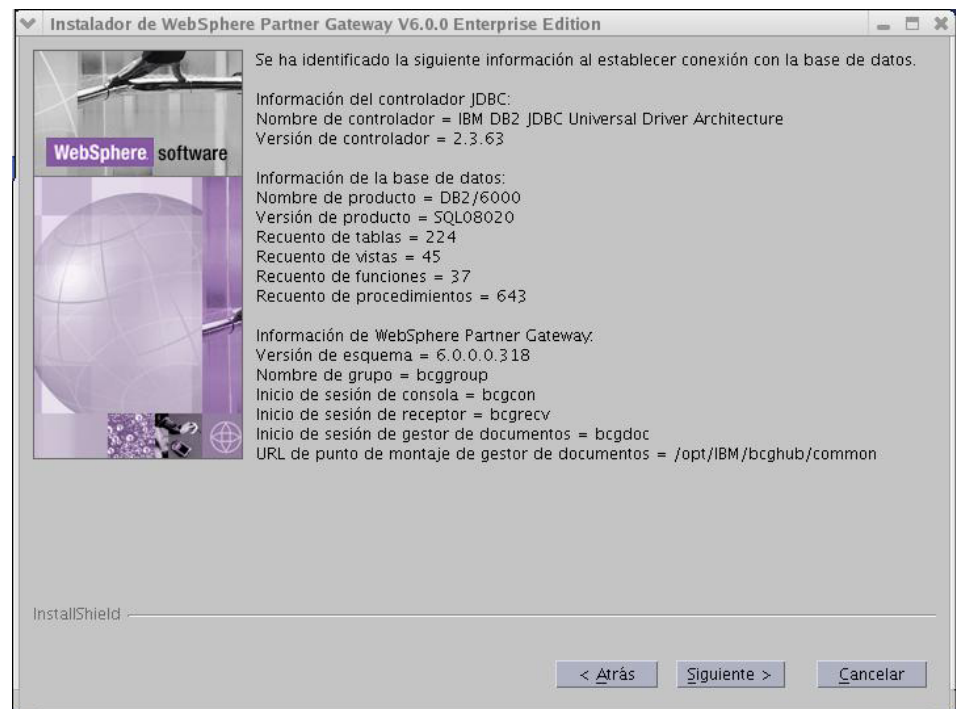 Instalador de WebSphere Partner Gateway V6.0.0 Enterprise Edition
WebSphere software
Se ha identificado la siguiente información al establecer conexión con la base de datos.
Información del controlador JDBC:
Nombre de controlador = IBM DB2 JDBC Universal Driver Architecture
Versión de controlador = 2.3.63
Información de la base de datos:
Nombre de producto = DB2/6000
Versión de producto = SQL08020
Recuento de tablas = 224
Recuento de vistas = 45
Recuento de funciones = 37
Recuento de procedimientos = 643
Información de WebSphere Partner Gateway:
Versión de esquema = 6.0.0.0.318
Nombre de grupo = bcggroup
Inicio de sesión de consola = bcgcon
Inicio de sesión de receptor = bcgrecv
Inicio de sesión de gestor de documentos = bcgdoc
URL de punto de montaje de gestor de documentos = /opt/IBM/bcghub/common
InstallShield
< Atrás Siguiente > Cancelar